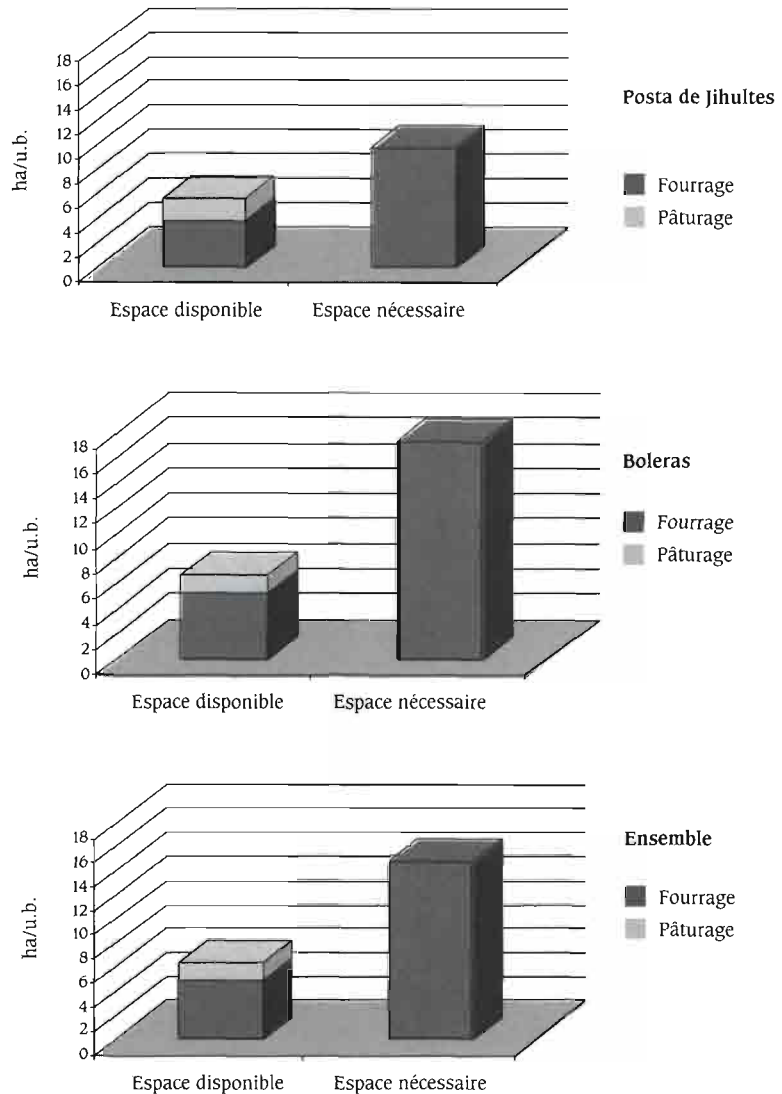 18
16
14
12
10
8
6
4
2
0
ha/u.b.
Espace disponible
Espace nécessaire
Posta de Jihultes
Fourrage
Pâturage
18
16
14
12
10
8
6
4
2
0
ha/u.b.
Espace disponible
Espace nécessaire
Boleras
Fourrage
Pâturage
18
16
14
12
10
8
6
4
2
0
ha/u.b.
Espace disponible
Espace nécessaire
Ensemble
Fourrage
Pâturage